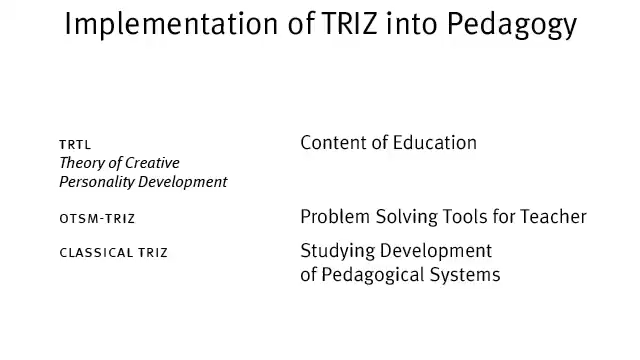 Implementation of TRIZ into Pedagogy
TRTL
Theory of Creative
Personality Development
Content of Education
OTSM-TRIZ
Problem Solving Tools for Teacher
CLASSICAL TRIZ
Studying Development
of Pedagogical Systems